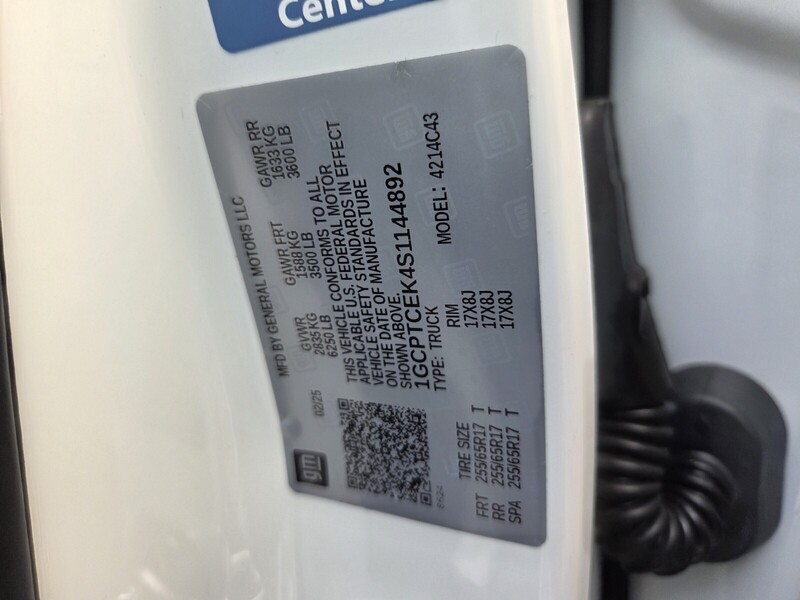 Center
gm
02/25
MFD BY GENERAL MOTORS LLC
GVWR GAWR FRT GAWR RR
2835 KG 1588 KG 1633 KG
6250 LB 3500 LB 3600 LB
THIS VEHICLE CONFORMS TO ALL
APPLICABLE U.S. FEDERAL MOTOR
VEHICLE SAFETY STANDARDS IN EFFECT
ON THE DATE OF MANUFACTURE
SHOWN ABOVE.
1GCPTCEK4S1144892
TYPE: TRUCK MODEL: 4214C43
TIRE SIZE RIM
FRT 255/65R17 T 17X8J
RR 255/65R17 T 17X8J
SPA 255/65R17 T 17X8J